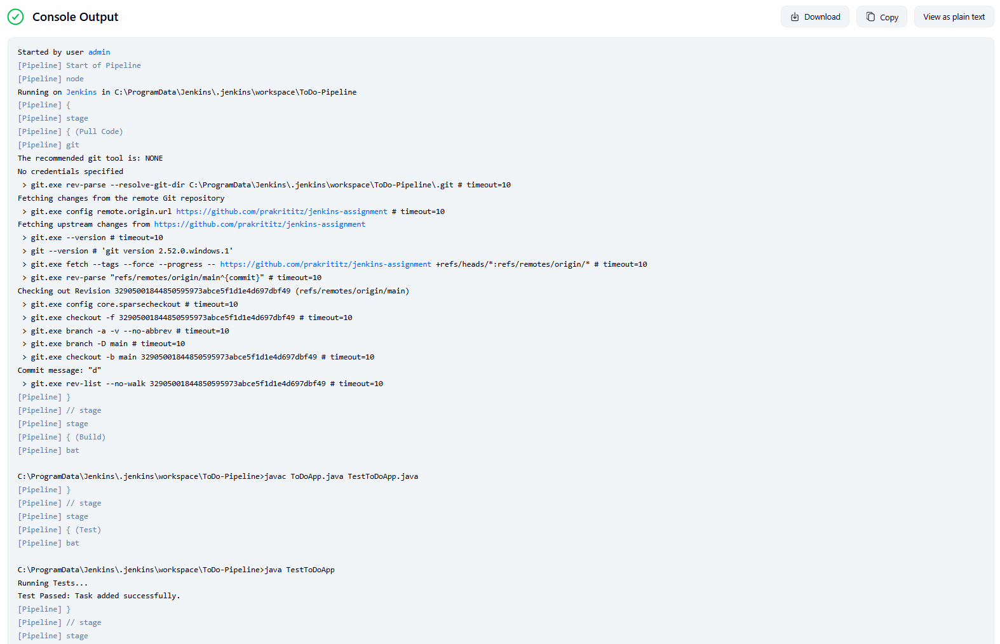 Console Output
Download
Copy
View as plain text
Started by user admin
[Pipeline] Start of Pipeline
[Pipeline] node
Running on Jenkins in C:\ProgramData\Jenkins\.jenkins\workspace\ToDo-Pipeline
[Pipeline] {
[Pipeline] stage
[Pipeline] { (Pull Code)
[Pipeline] git
The recommended git tool is: NONE
No credentials specified
 > git.exe rev-parse --resolve-git-dir C:\ProgramData\Jenkins\.jenkins\workspace\ToDo-Pipeline\.git # timeout=10
Fetching changes from the remote Git repository
 > git.exe config remote.origin.url https://github.com/prakrititz/jenkins-assignment # timeout=10
Fetching upstream changes from https://github.com/prakrititz/jenkins-assignment
 > git.exe --version # timeout=10
 > git --version # 'git version 2.52.0.windows.1'
 > git.exe fetch --tags --force --progress -- https://github.com/prakrititz/jenkins-assignment +refs/heads/*:refs/remotes/origin/* # timeout=10
 > git.exe rev-parse "refs/remotes/origin/main^{commit}" # timeout=10
Checking out Revision 32905001844850595973abce5f1d1e4d697dbf49 (refs/remotes/origin/main)
 > git.exe config core.sparsecheckout # timeout=10
 > git.exe checkout -f 32905001844850595973abce5f1d1e4d697dbf49 # timeout=10
 > git.exe branch -a -v --no-abbrev # timeout=10
 > git.exe branch -D main # timeout=10
 > git.exe checkout -b main 32905001844850595973abce5f1d1e4d697dbf49 # timeout=10
Commit message: "d"
 > git.exe rev-list --no-walk 32905001844850595973abce5f1d1e4d697dbf49 # timeout=10
[Pipeline] }
[Pipeline] // stage
[Pipeline] stage
[Pipeline] { (Build)
[Pipeline] bat
C:\ProgramData\Jenkins\.jenkins\workspace\ToDo-Pipeline>javac ToDoApp.java TestToDoApp.java
[Pipeline] }
[Pipeline] // stage
[Pipeline] stage
[Pipeline] { (Test)
[Pipeline] bat
C:\ProgramData\Jenkins\.jenkins\workspace\ToDo-Pipeline>java TestToDoApp
Running Tests...
Test Passed: Task added successfully.
[Pipeline] }
[Pipeline] // stage
[Pipeline] stage